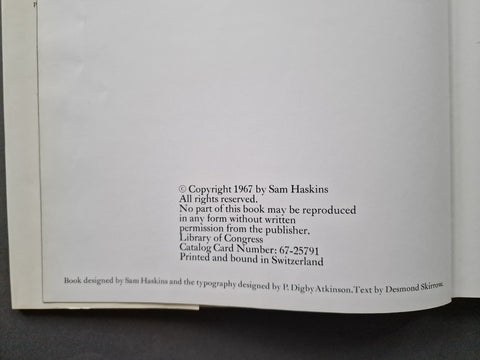 © Copyright 1967 by Sam Haskins
All rights reserved.
No part of this book may be reproduced
in any form without written
permission from the publisher.
Library of Congress
Catalog Card Number: 67-25791
Printed and bound in Switzerland
Book designed by Sam Haskins and the typography designed by P. Digby Atkinson. Text by Desmond Skirrow.